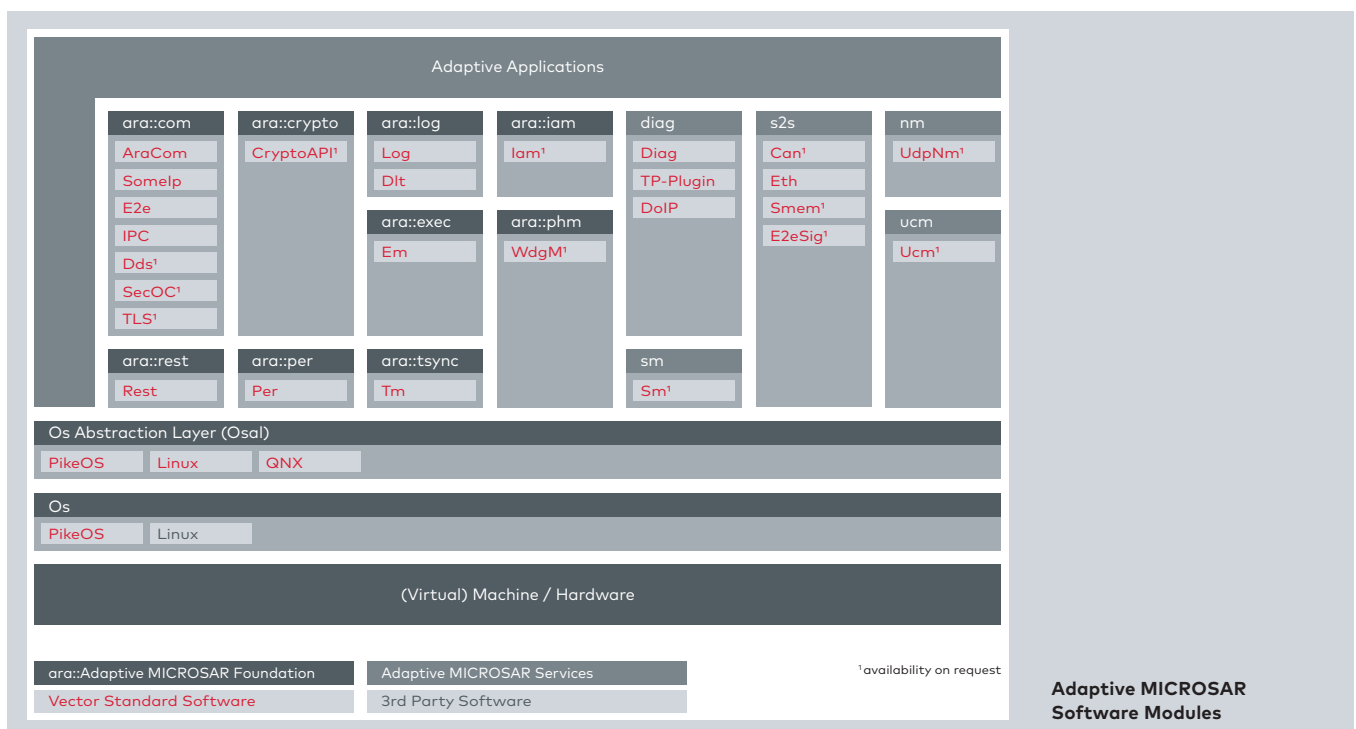 Adaptive Applications
ara::com
AraCom
SomeIp
E2e
IPC
Dds¹
SecOC¹
TLS¹
ara::crypto
CryptoAPI¹
ara::log
Log
Dlt
ara::iam
Iam¹
diag
Diag
TP-Plugin
DoIP
s2s
Can¹
Eth
Smem¹
E2eSig¹
nm
UdpNm¹
ara::exec
Em
ara::phm
WdgM¹
ucm
Ucm¹
ara::rest
Rest
ara::per
Per
ara::tsync
Tm
sm
Sm¹
Os Abstraction Layer (Osal)
PikeOS
Linux
QNX
Os
PikeOS
Linux
(Virtual) Machine / Hardware
ara::Adaptive MICROSAR Foundation
Adaptive MICROSAR Services
¹availability on request
Vector Standard Software
3rd Party Software
Adaptive MICROSAR
Software Modules